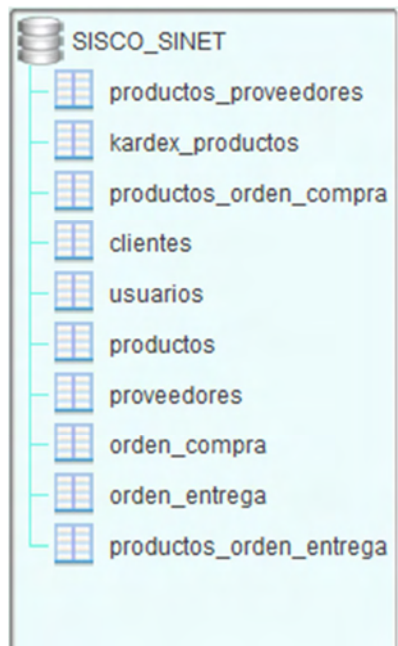 SISCO_SINET
productos_proveedores
kardex_productos
productos_orden_compra
clientes
usuarios
productos
proveedores
orden_compra
orden_entrega
productos_orden_entrega